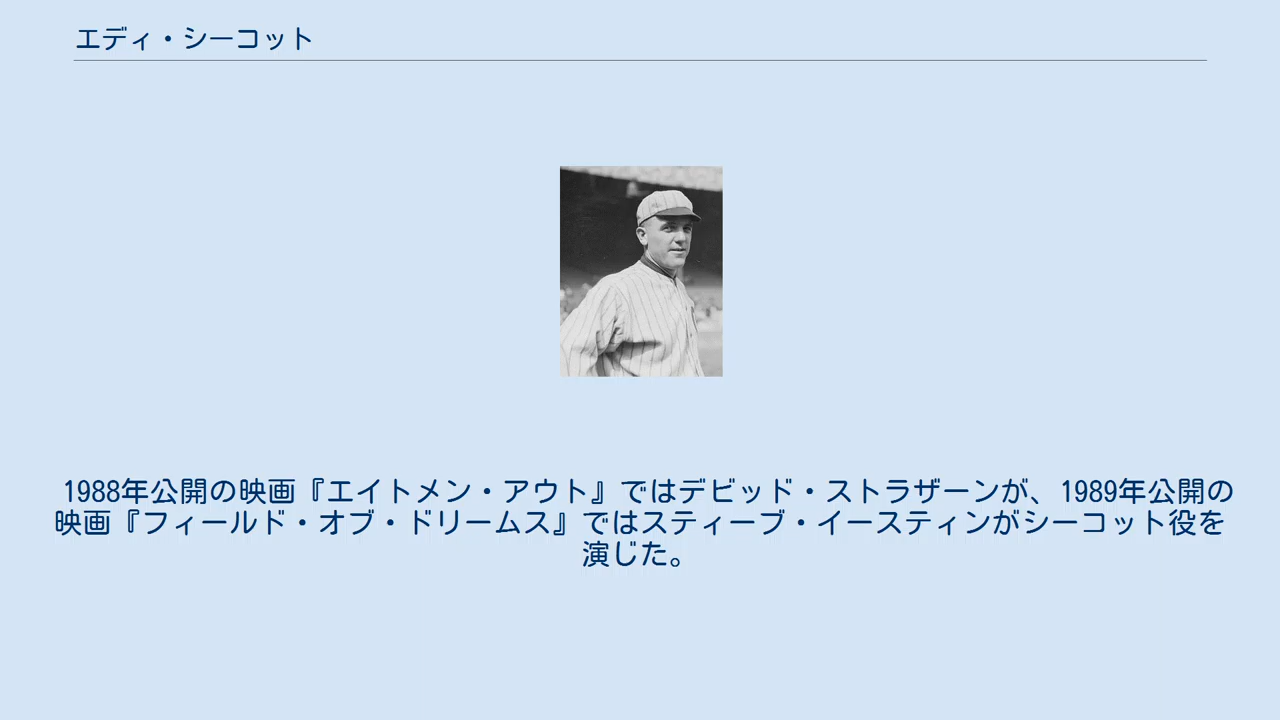 エディ・シーコット
1988年公開の映画『エイトメン・アウト』ではデビッド・ストラザーンが、1989年公開の
映画『フィールド・オブ・ドリームス』ではスティーブ・イースティンがシーコット役を
演じた。